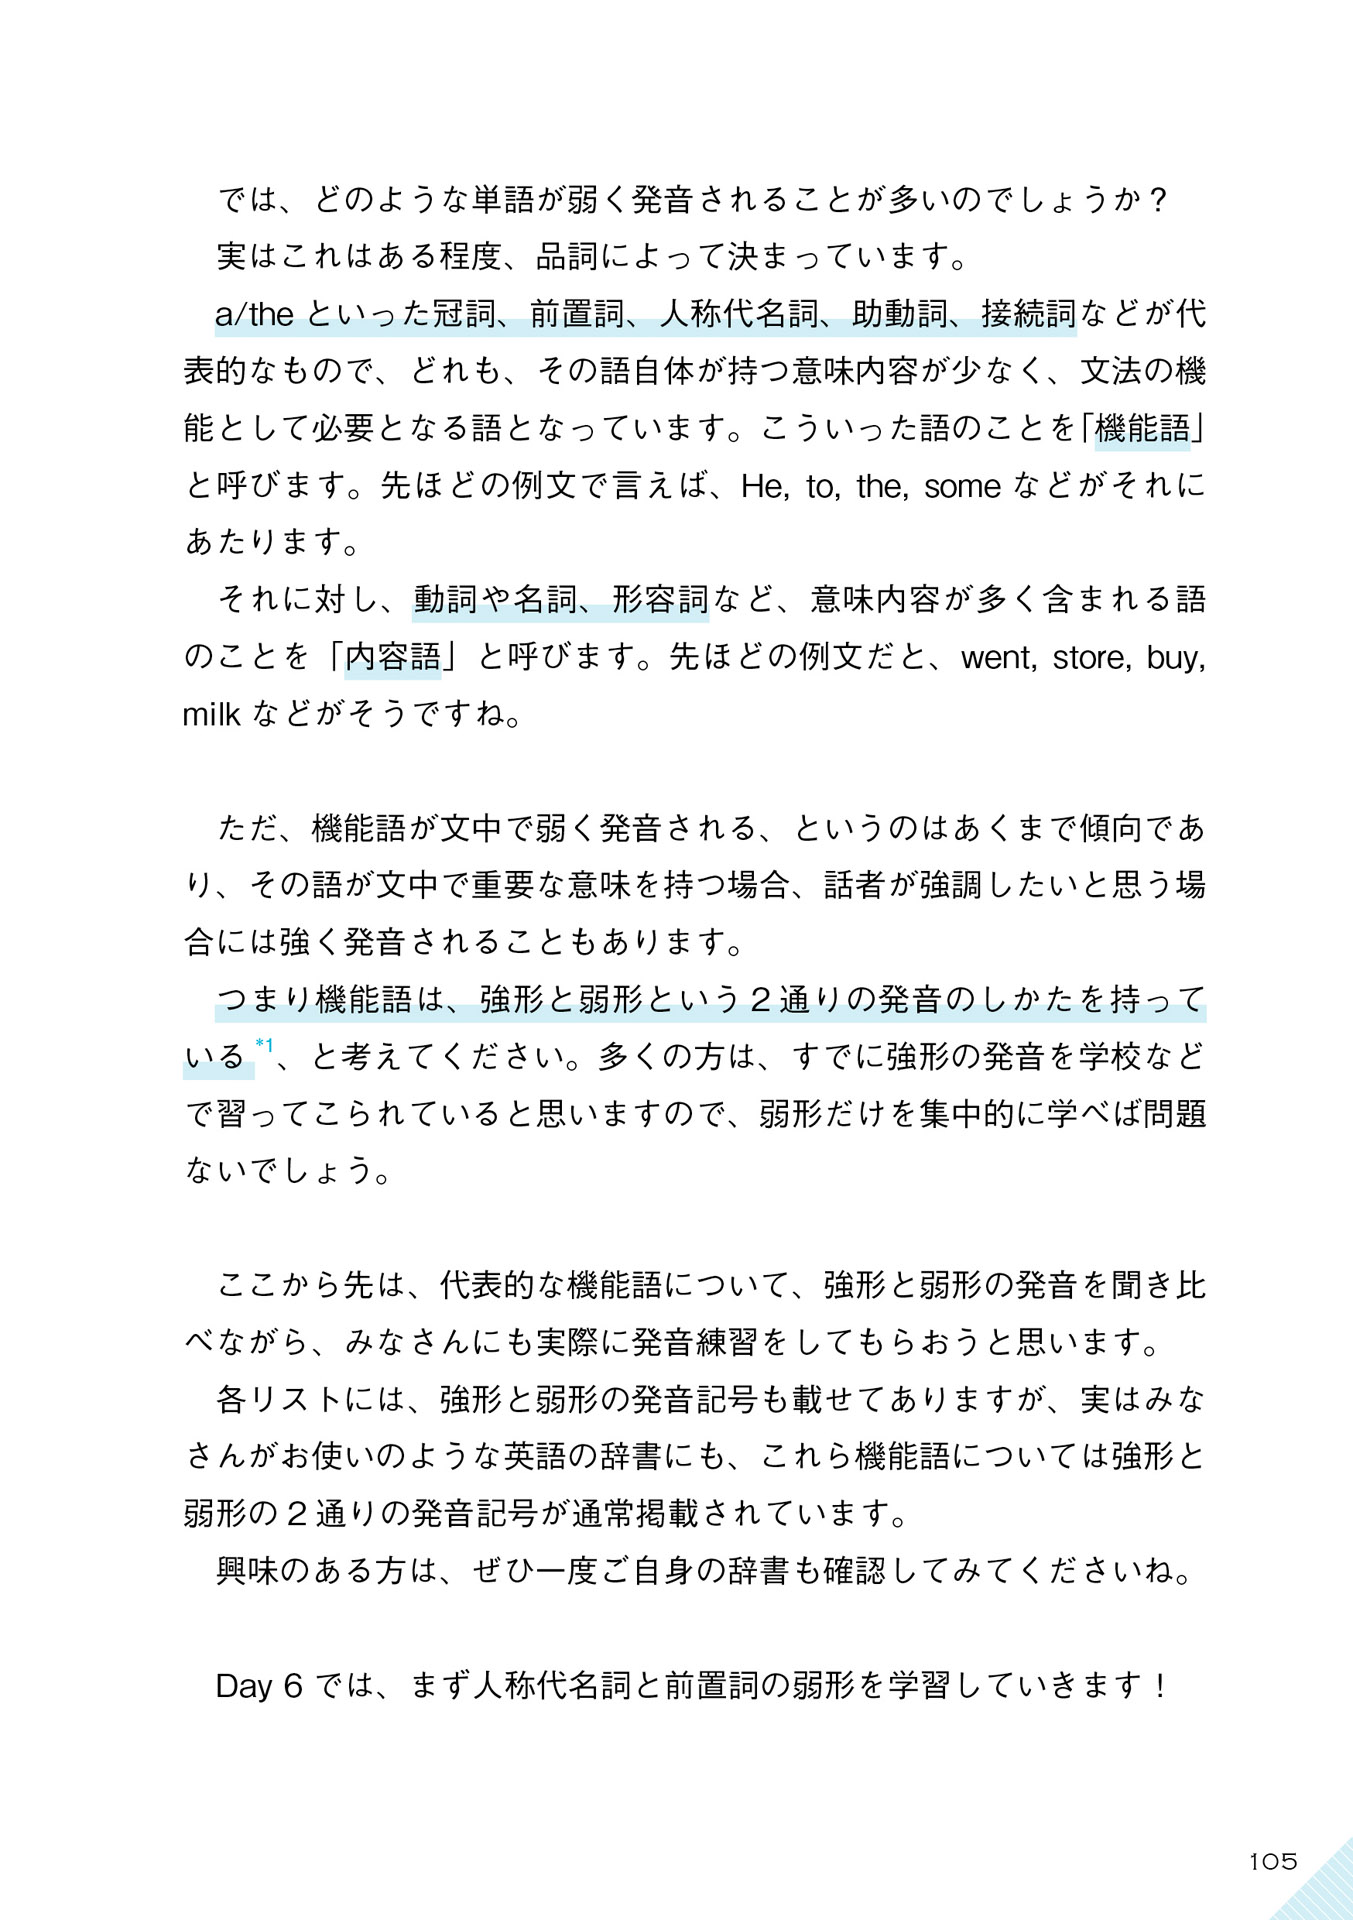 では、どのような単語が弱く発音されることが多いのでしょうか？
実はこれはある程度、品詞によって決まっています。
a/the といった冠詞、前置詞、人称代名詞、助動詞、接続詞などが代
表的なもので、どれも、その語自体が持つ意味内容が少なく、文法の機
能として必要となる語となっています。こういった語のことを「機能語」
と呼びます。先ほどの例文で言えば、He, to, the, some などがそれに
あたります。
それに対し、動詞や名詞、形容詞など、意味内容が多く含まれる語
のことを「内容語」と呼びます。先ほどの例文だと、went, store, buy,
milk などがそうですね。
ただ、機能語が文中で弱く発音される、というのはあくまで傾向であ
り、その語が文中で重要な意味を持つ場合、話者が強調したいと思う場
合には強く発音されることもあります。
つまり機能語は、強形と弱形という 2 通りの発音のしかたを持って
いる *1、と考えてください。多くの方は、すでに強形の発音を学校など
で習ってこられていると思いますので、弱形だけを集中的に学べば問題
ないでしょう。
ここから先は、代表的な機能語について、強形と弱形の発音を聞き比
べながら、みなさんにも実際に発音練習をしてもらおうと思います。
各リストには、強形と弱形の発音記号も載せてありますが、実はみな
さんがお使いのような英語の辞書にも、これら機能語については強形と
弱形の 2 通りの発音記号が通常掲載されています。
興味のある方は、ぜひ一度ご自身の辞書も確認してみてくださいね。
Day 6 では、まず人称代名詞と前置詞の弱形を学習していきます！
105